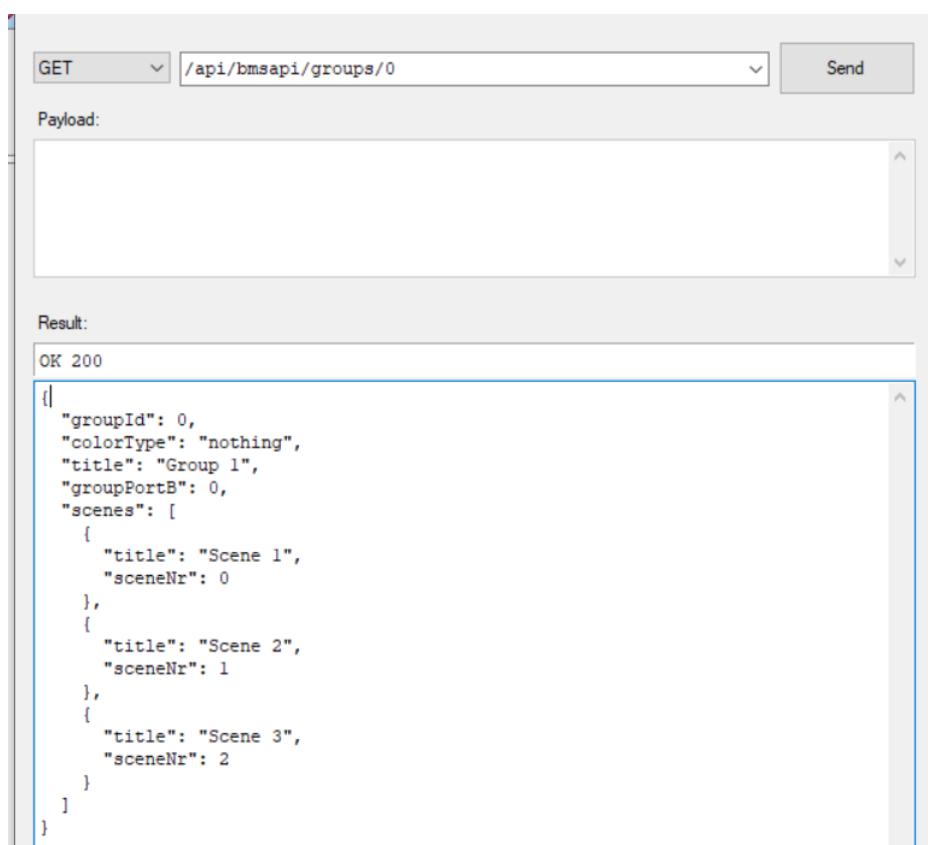 GET
/api/bmsapi/groups/0
Send
Payload:
Result:
OK 200
{
  "groupId": 0,
  "colorType": "nothing",
  "title": "Group 1",
  "groupPortB": 0,
  "scenes": [
    {
      "title": "Scene 1",
      "sceneNr": 0
    },
    {
      "title": "Scene 2",
      "sceneNr": 1
    },
    {
      "title": "Scene 3",
      "sceneNr": 2
    }
  ]
}